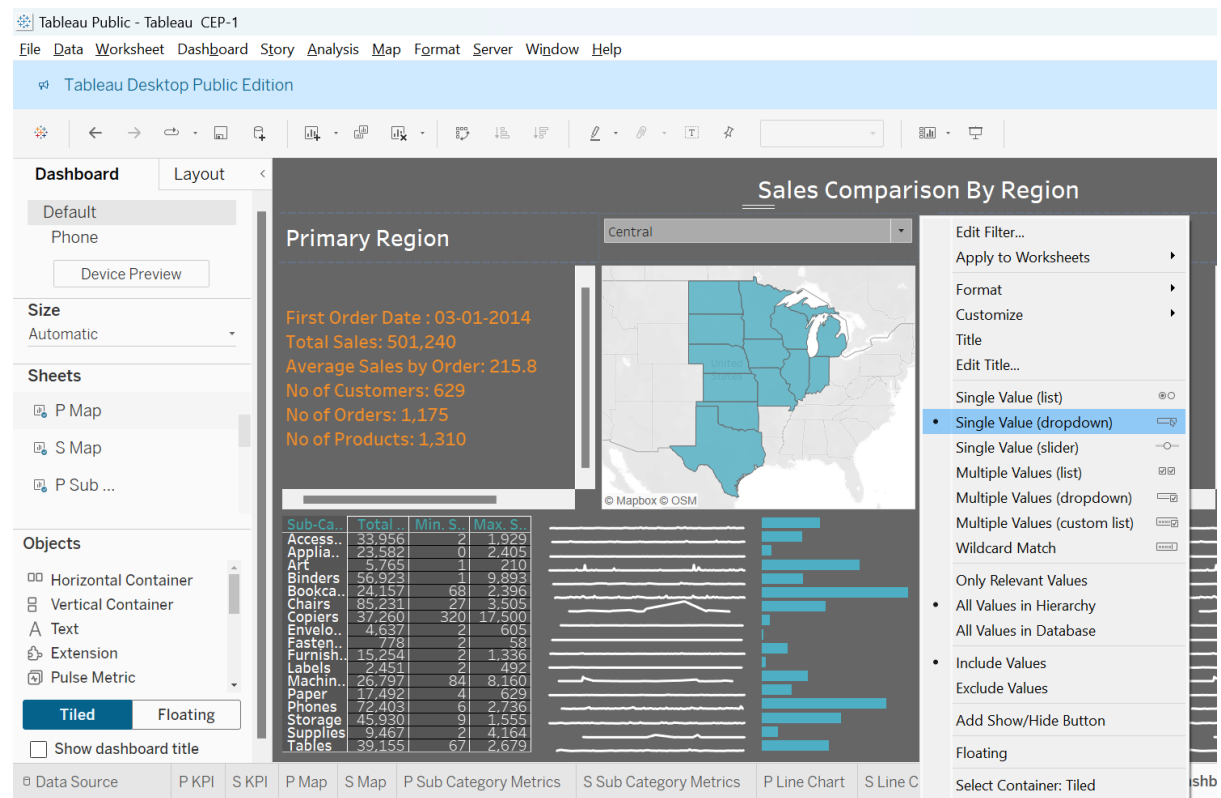 Tableau Public - Tableau CEP-1
File Data Worksheet Dashboard Story Analysis Map Format Server Window Help
Tableau Desktop Public Edition
Dashboard Layout
Default
Phone
Device Preview
Size
Automatic
Sheets
P Map
S Map
P Sub ...
Objects
Horizontal Container
Vertical Container
A Text
Extension
Pulse Metric
Tiled Floating
Show dashboard title
Sales Comparison By Region
Primary Region
Central
First Order Date : 03-01-2014
Total Sales: 501,240
Average Sales by Order: 215.8
No of Customers: 629
No of Orders: 1,175
No of Products: 1,310
United
States
© Mapbox © OSM
Sub-Ca.. Total .. Min. S.. Max. S..
Access.. 33,956 2 1,929
Applia.. 23,582 0 2,405
Art 5,765 1 210
Binders 56,923 1 9,893
Bookca.. 24,157 68 2,396
Chairs 85,231 27 3,505
Copiers 37,260 320 17,500
Envelo.. 4,637 2 605
Fasten.. 778 2 58
Furnish.. 15,254 2 1,336
Labels 2,451 2 492
Machin.. 26,797 84 8,160
Paper 17,492 4 629
Phones 72,403 6 2,736
Storage 45,930 9 1,555
Supplies 9,467 2 4,164
Tables 39,155 67 2,679
Edit Filter...
Apply to Worksheets
Format
Customize
Title
Edit Title...
Single Value (list)
Single Value (dropdown)
Single Value (slider)
Multiple Values (list)
Multiple Values (dropdown)
Multiple Values (custom list)
Wildcard Match
Only Relevant Values
All Values in Hierarchy
All Values in Database
Include Values
Exclude Values
Add Show/Hide Button
Floating
Select Container: Tiled
Data Source P KPI S KPI P Map S Map P Sub Category Metrics S Sub Category Metrics P Line Chart S Line C shb